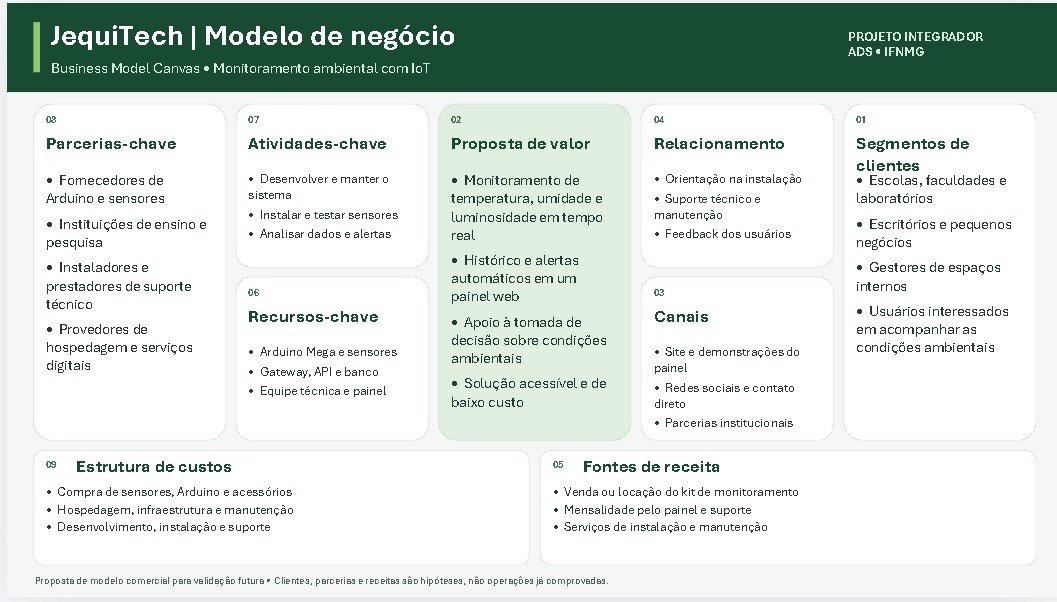 JequiTech | Modelo de negócio
Business Model Canvas • Monitoramento ambiental com IoT
PROJETO INTEGRADOR
ADS • IFNMG
08
Parcerias-chave
• Fornecedores de
Arduino e sensores
• Instituições de ensino e
pesquisa
• Instaladores e
prestadores de suporte
técnico
• Provedores de
hospedagem e serviços
digitais
07
Atividades-chave
• Desenvolver e manter o
sistema
• Instalar e testar sensores
• Analisar dados e alertas
06
Recursos-chave
• Arduino Mega e sensores
• Gateway, API e banco
• Equipe técnica e painel
02
Proposta de valor
• Monitoramento de
temperatura, umidade e
luminosidade em tempo
real
• Histórico e alertas
automáticos em um
painel web
• Apoio à tomada de
decisão sobre condições
ambientais
• Solução acessível e de
baixo custo
04
Relacionamento
• Orientação na instalação
• Suporte técnico e
manutenção
• Feedback dos usuários
03
Canais
• Site e demonstrações do
painel
• Redes sociais e contato
direto
• Parcerias institucionais
01
Segmentos de
clientes
• Escolas, faculdades e
laboratórios
• Escritórios e pequenos
negócios
• Gestores de espaços
internos
• Usuários interessados
em acompanhar as
condições ambientais
09 Estrutura de custos
• Compra de sensores, Arduino e acessórios
• Hospedagem, infraestrutura e manutenção
• Desenvolvimento, instalação e suporte
05 Fontes de receita
• Venda ou locação do kit de monitoramento
• Mensalidade pelo painel e suporte
• Serviços de instalação e manutenção
Proposta de modelo comercial para validação futura • Clientes, parcerias e receitas são hipóteses, não operações já comprovadas.